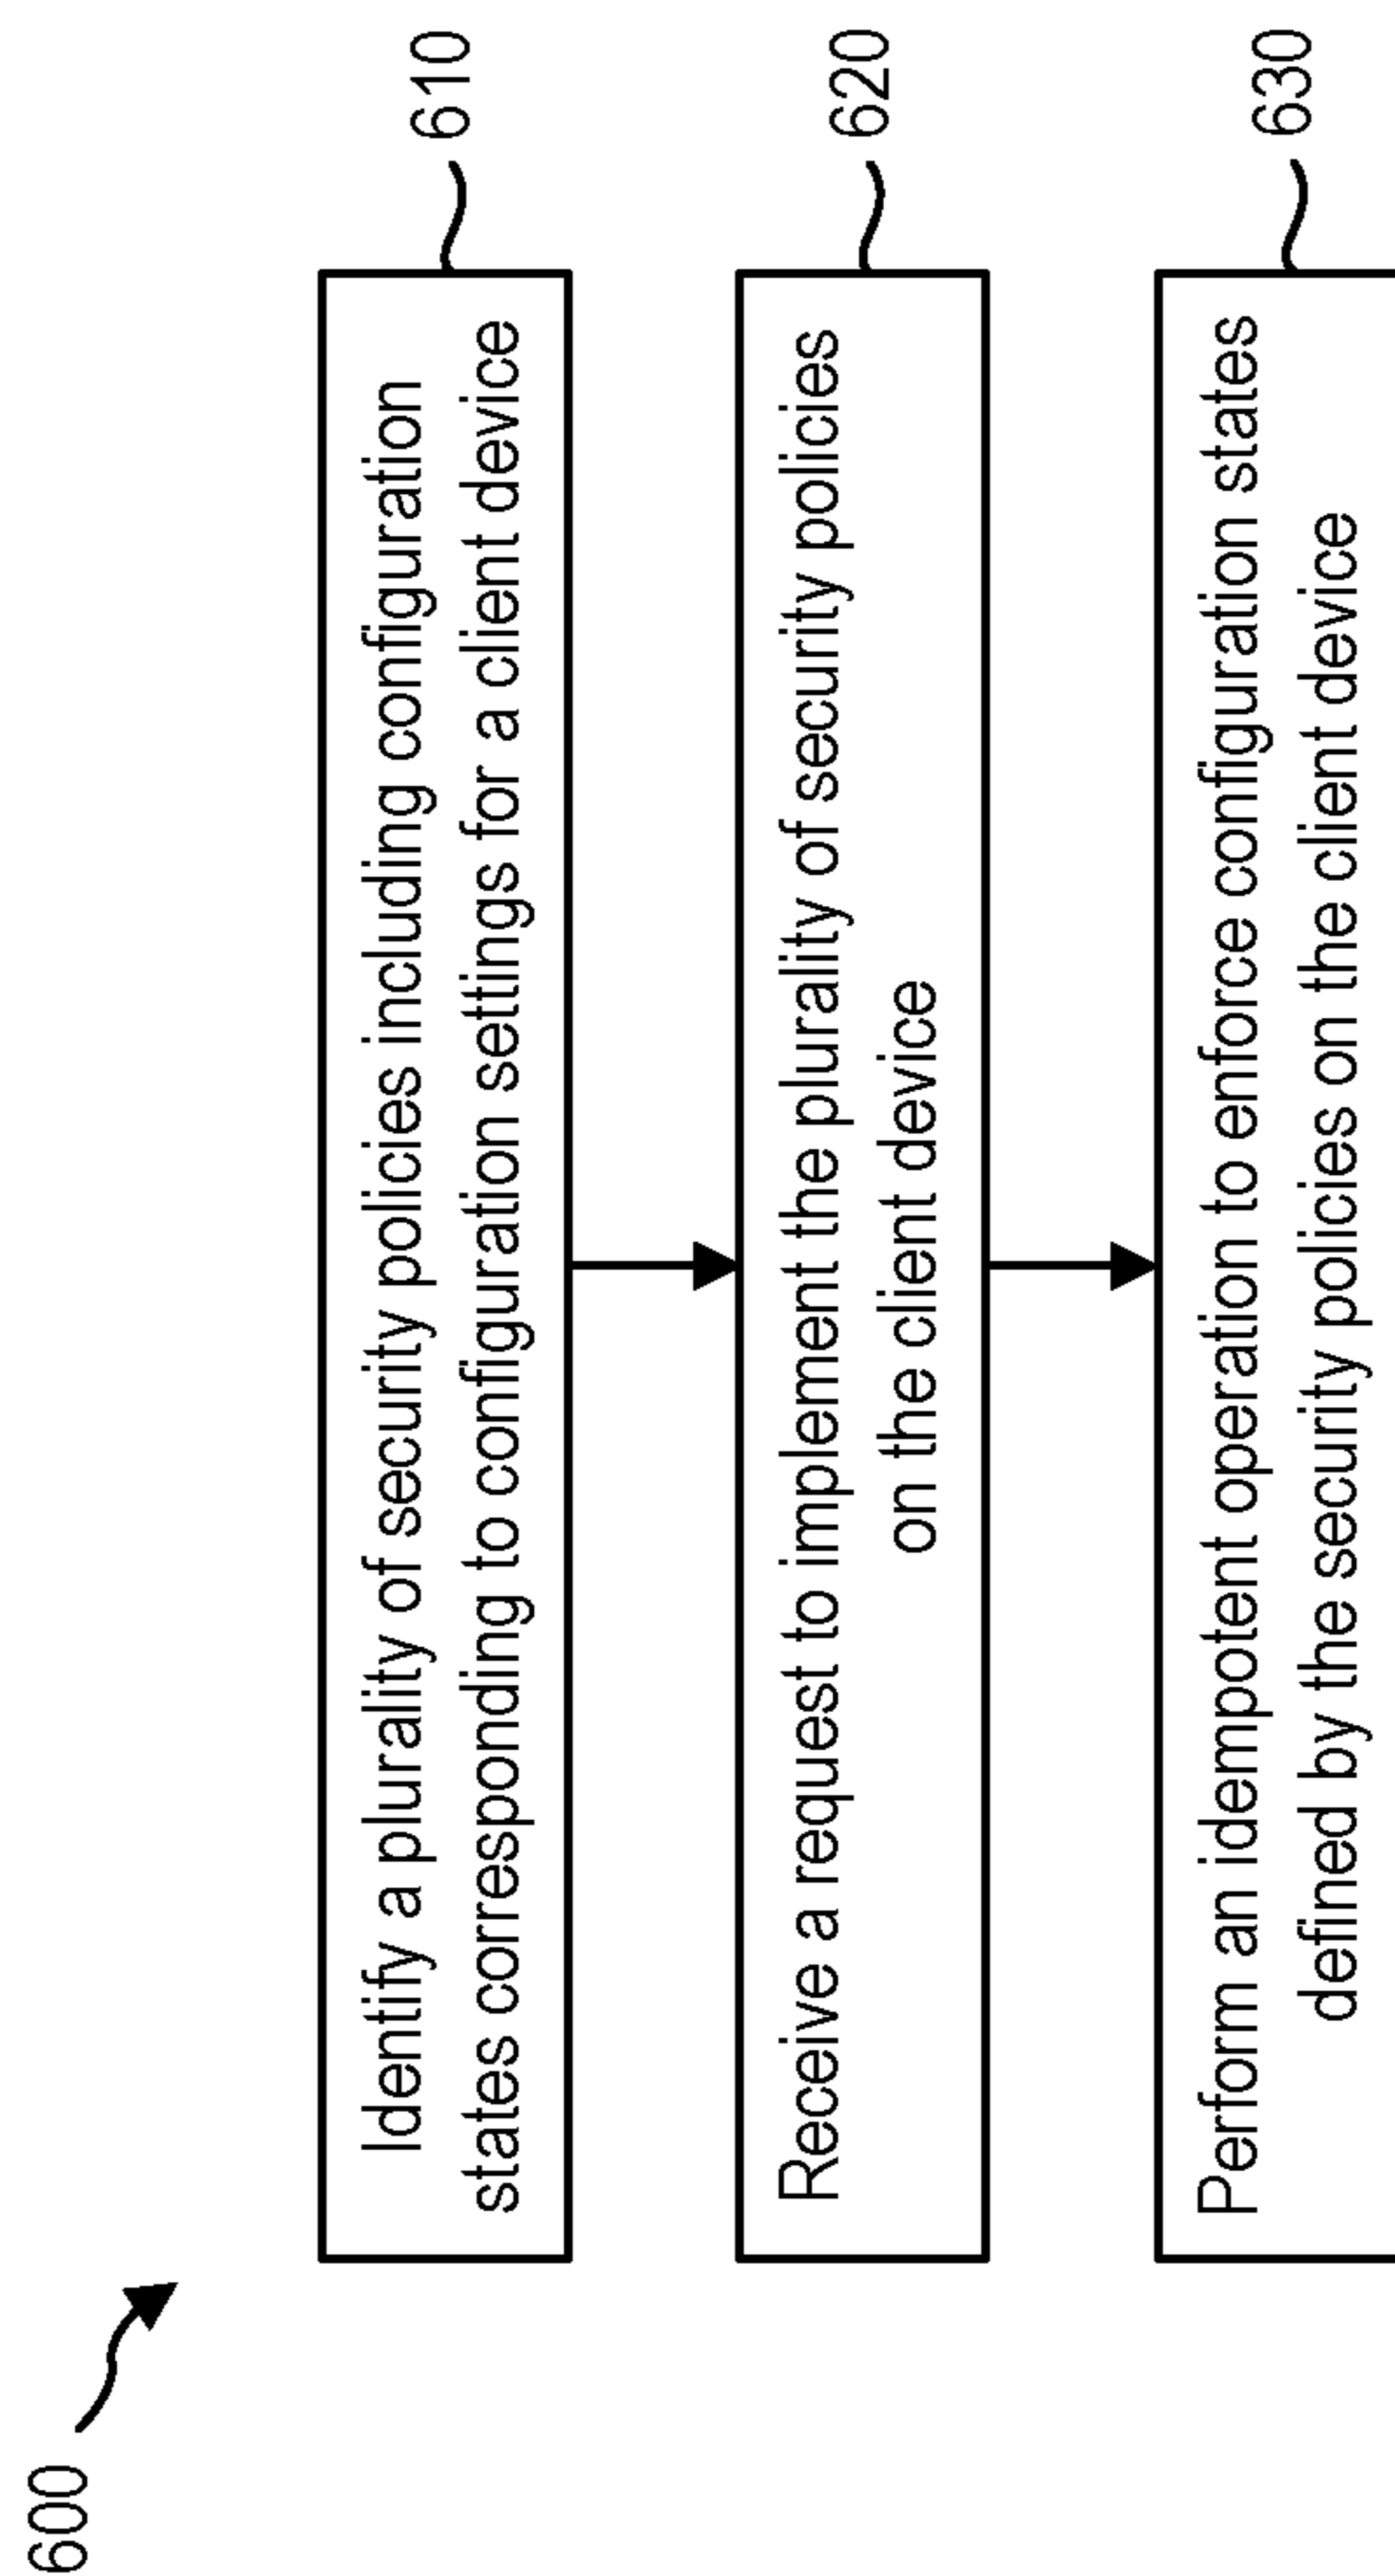 600
Identify a plurality of security policies including configuration
states corresponding to configuration settings for a client device
610
Receive a request to implement the plurality of security policies
on the client device
620
Perform an idempotent operation to enforce configuration states
defined by the security policies on the client device
630